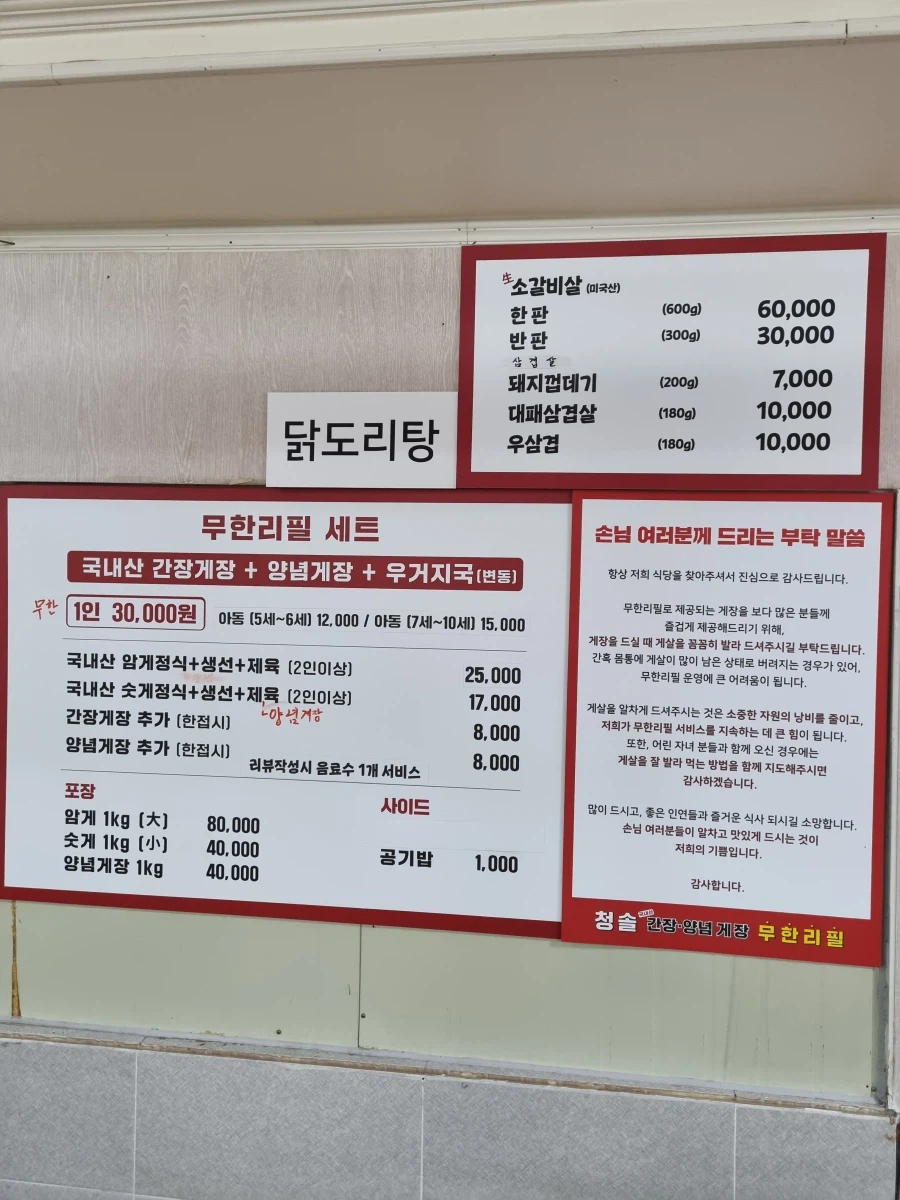 生소갈비살 (미국산)
한 판 (600g) 60,000
반 판 (300g) 30,000
삼겹살
돼지껍데기 (200g) 7,000
대패삼겹살 (180g) 10,000
우삼겹 (180g) 10,000
닭도리탕
무한리필 세트
국내산 간장게장 + 양념게장 + 우거지국(변동)
무한 1인 30,000원 아동 (5세~6세) 12,000 / 아동 (7세~10세) 15,000
국내산 암게정식+생선+제육 (2인이상) 25,000
국내산 숫게정식+생선+제육 (2인이상) 17,000
양념게장
간장게장 추가 (한접시) 8,000
양념게장 추가 (한접시) 8,000
리뷰작성시 음료수 1개 서비스
포장
암게 1kg (大) 80,000
숫게 1kg (小) 40,000
양념게장 1kg 40,000
사이드
공기밥 1,000
손님 여러분께 드리는 부탁 말씀
항상 저희 식당을 찾아주셔서 진심으로 감사드립니다.
무한리필로 제공되는 게장을 보다 많은 분들께
즐겁게 제공해드리기 위해,
게장을 드실 때 게살을 꼼꼼히 발라 드셔주시길 부탁드립니다.
간혹 몸통에 게살이 많이 남은 상태로 버려지는 경우가 있어,
무한리필 운영에 큰 어려움이 됩니다.
게살을 알차게 드셔주시는 것은 소중한 자원의 낭비를 줄이고,
저희가 무한리필 서비스를 지속하는 데 큰 힘이 됩니다.
또한, 어린 자녀 분들과 함께 오신 경우에는
게살을 잘 발라 먹는 방법을 함께 지도해주시면
감사하겠습니다.
많이 드시고, 좋은 인연들과 즐거운 식사 되시길 소망합니다.
손님 여러분들이 알차고 맛있게 드시는 것이
저희의 기쁨입니다.
감사합니다.
청솔 국내산 간장·양념 게장 무한리필